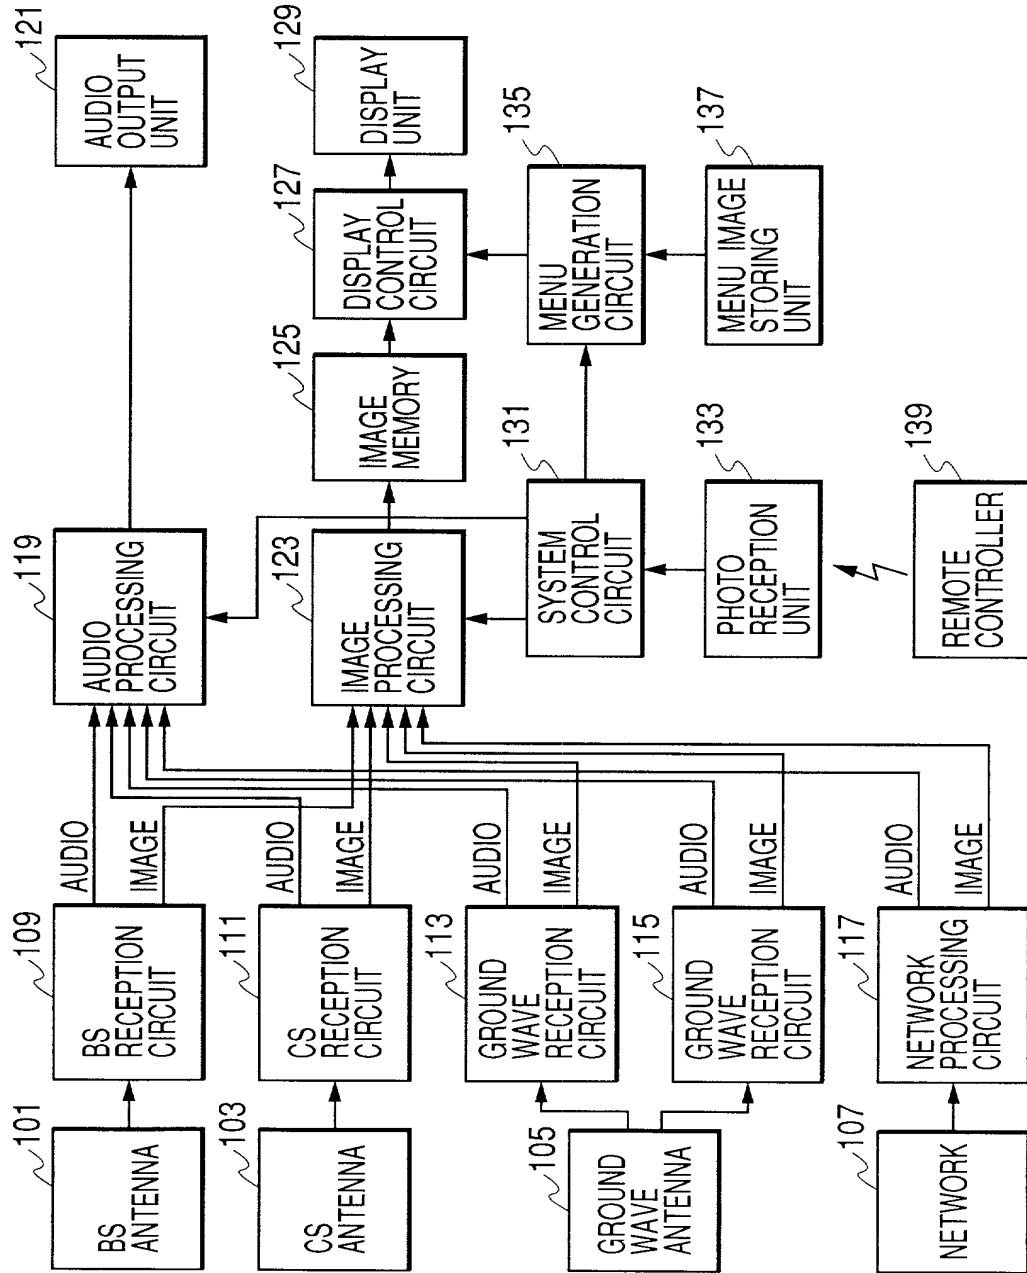 101
BS
ANTENNA
109
BS
RECEPTION
CIRCUIT
AUDIO
IMAGE
119
AUDIO
PROCESSING
CIRCUIT
121
AUDIO
OUTPUT
UNIT
103
CS
ANTENNA
111
CS
RECEPTION
CIRCUIT
AUDIO
IMAGE
123
IMAGE
PROCESSING
CIRCUIT
125
IMAGE
MEMORY
127
DISPLAY
CONTROL
CIRCUIT
129
DISPLAY
UNIT
105
GROUND
WAVE
ANTENNA
113
GROUND
WAVE
RECEPTION
CIRCUIT
AUDIO
IMAGE
131
SYSTEM
CONTROL
CIRCUIT
135
MENU
GENERATION
CIRCUIT
115
GROUND
WAVE
RECEPTION
CIRCUIT
AUDIO
IMAGE
133
PHOTO
RECEPTION
UNIT
137
MENU IMAGE
STORING
UNIT
107
NETWORK
117
NETWORK
PROCESSING
CIRCUIT
AUDIO
IMAGE
139
REMOTE
CONTROLLER